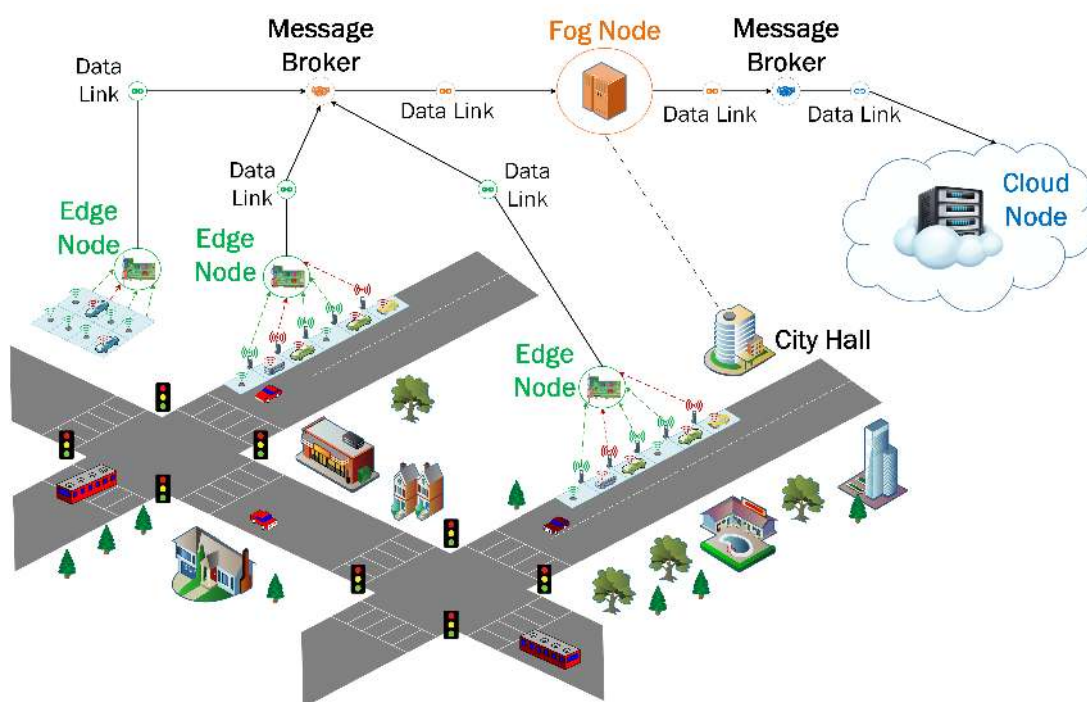 Message
Broker
Fog Node
Message
Broker
Data
Link
Data Link
Data Link
Data Link
Data
Link
Data
Link
Cloud
Node
Edge
Node
Edge
Node
City Hall
Edge
Node